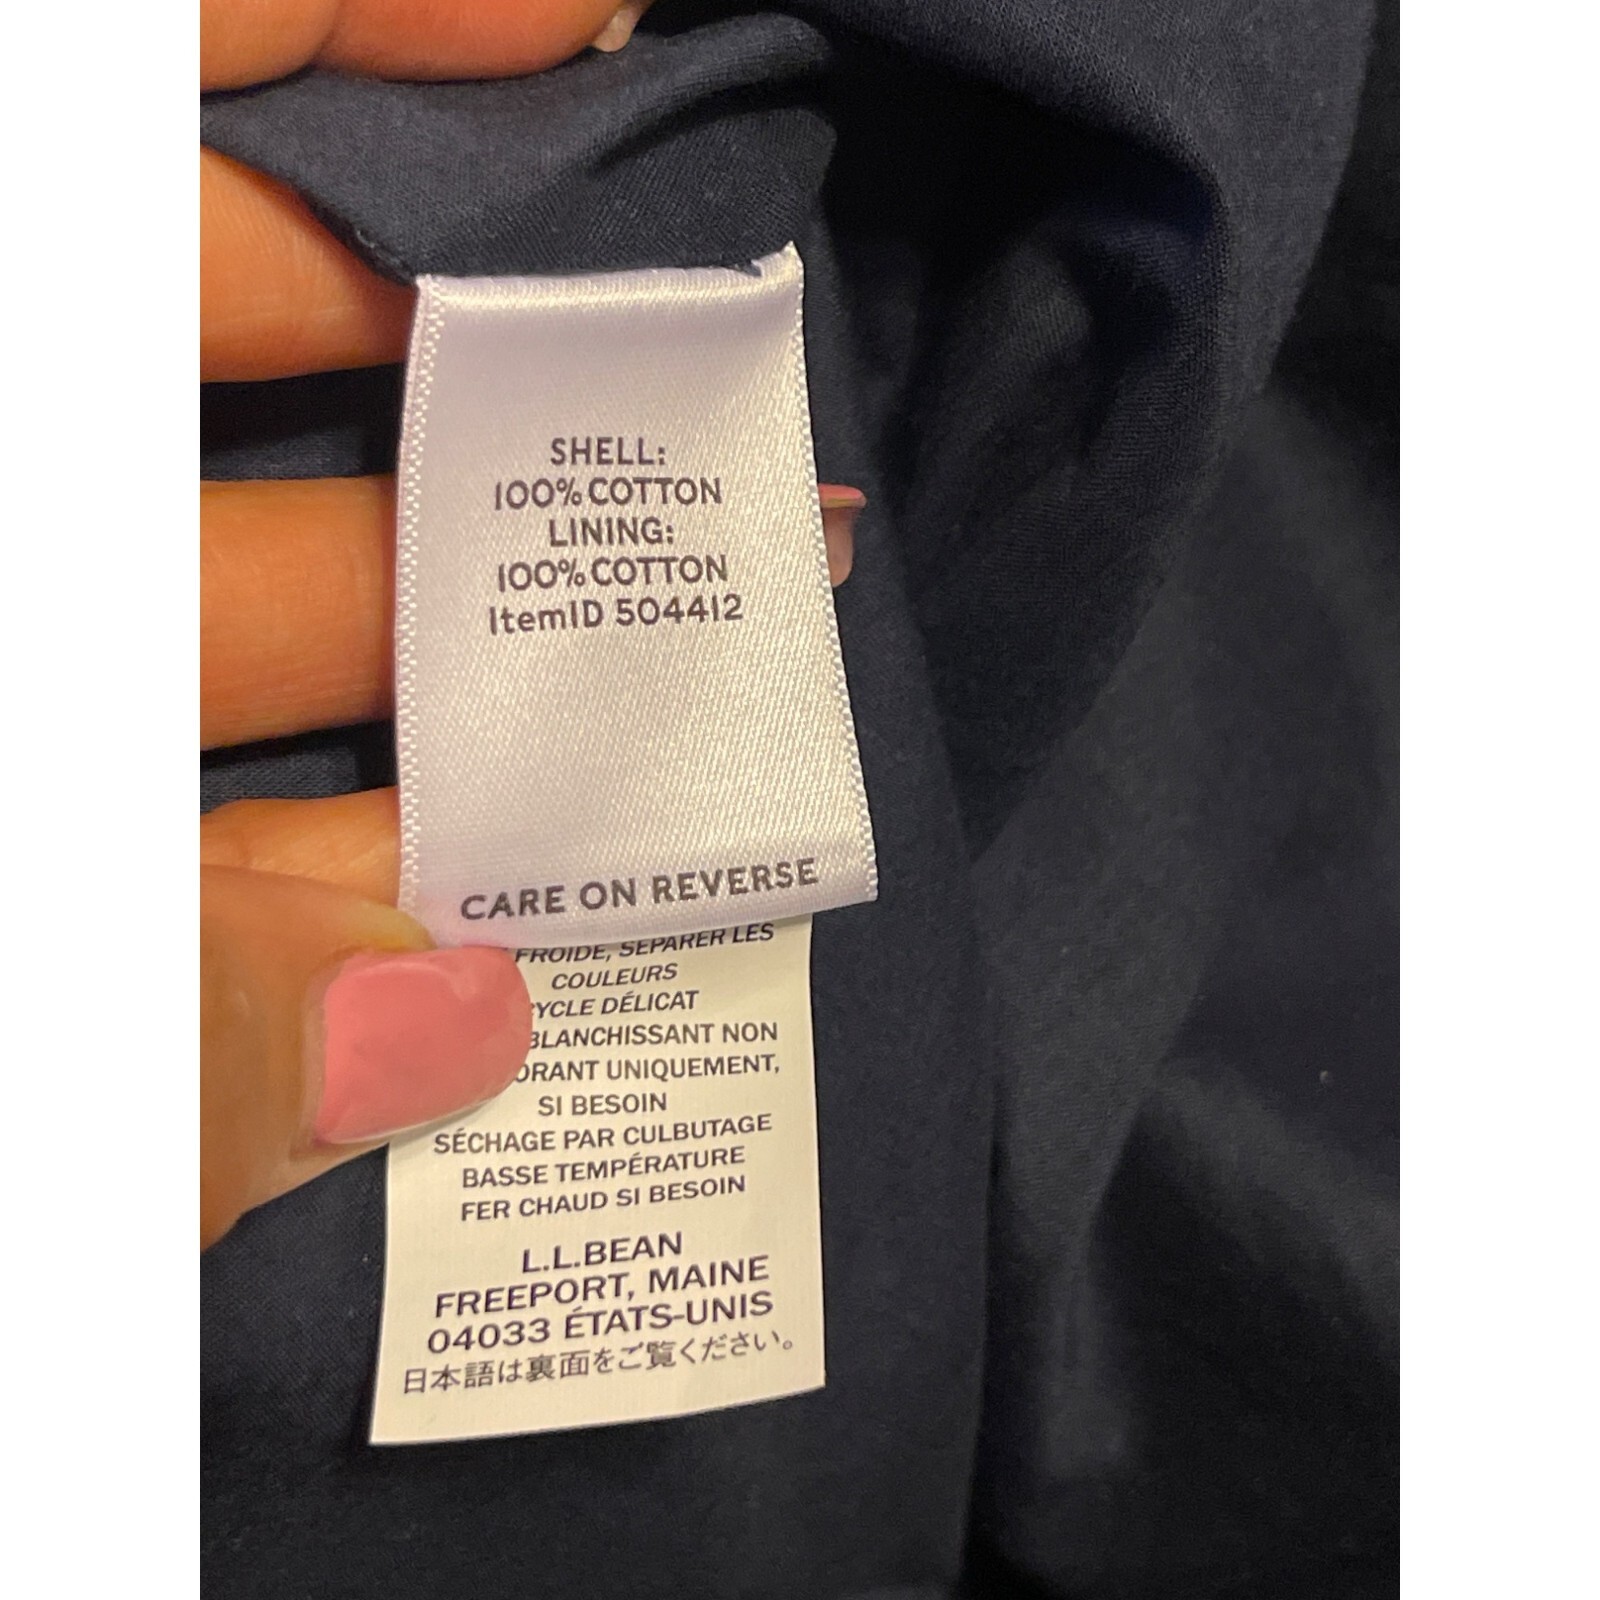 SHELL:
100% COTTON
LINING:
100% COTTON
ItemID 504412
CARE ON REVERSE
FROIDE, SÉPARER LES
COULEURS
DÉLICAT
NON
UNIQUEMENT,
SI BESOIN
SÉCHAGE PAR CULBUTAGE
BASSE TEMPÉRATURE
FER CHAUD SI BESOIN
L.L.BEAN
FREEPORT, MAINE
04033 ÉTATS-UNIS
日本語は裏面をご覧ください。